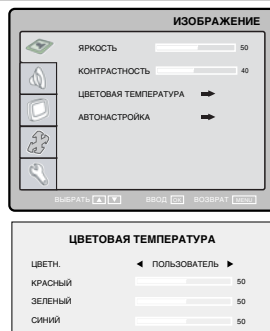 ИЗОБРАЖЕНИЕ
ЯРКОСТЬ 50
КОНТРАСТНОСТЬ 40
ЦВЕТОВАЯ ТЕМПЕРАТУРА
АВТОНАСТРОЙКА
ВЫБРАТЬ ▲ ▼ ВВОД OK ВОЗВРАТ MENU
ЦВЕТОВАЯ ТЕМПЕРАТУРА
ЦВЕТН. ◀ ПОЛЬЗОВАТЕЛЬ ▶
КРАСНЫЙ 50
ЗЕЛЕНЫЙ 50
СИНИЙ 50